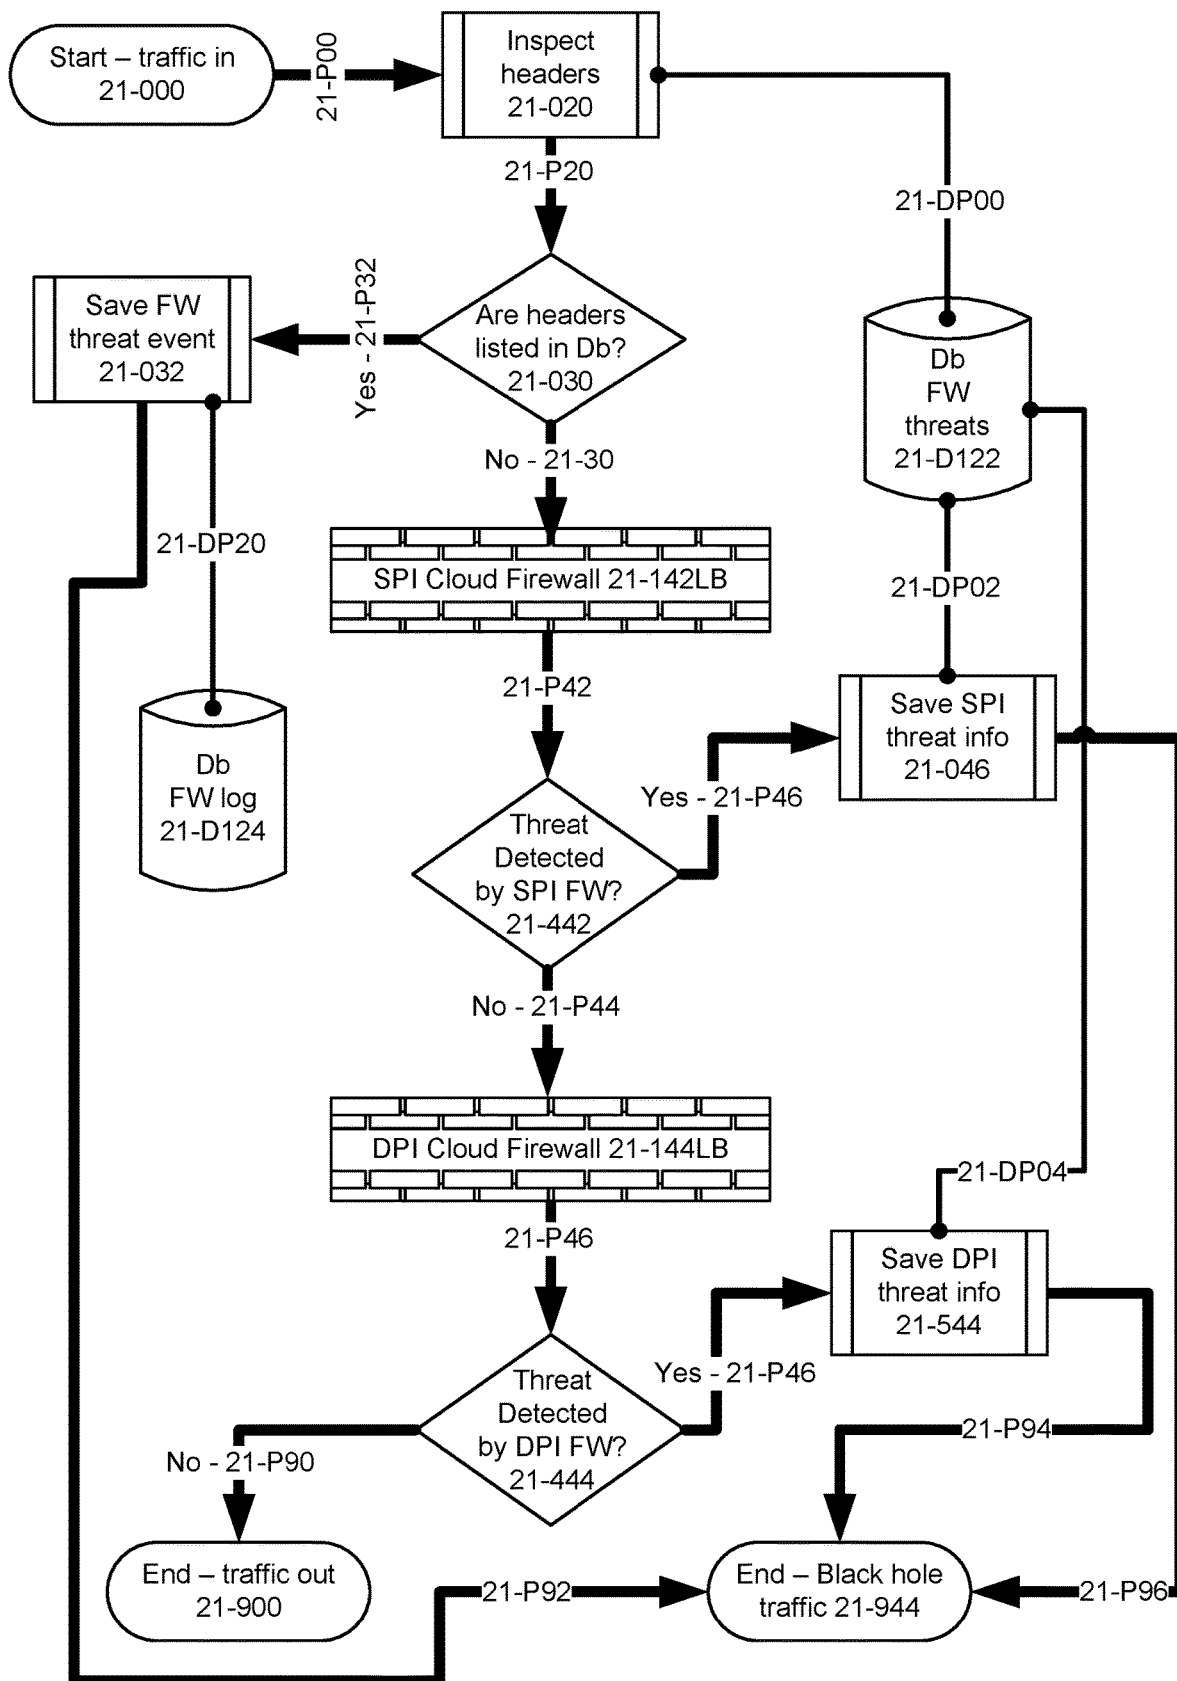 Start – traffic in
21-000
21-P00
Inspect
headers
21-020
21-P20
21-DP00
Save FW
threat event
21-032
Yes - 21-P32
Are headers
listed in Db?
21-030
Db
FW
threats
21-D122
No - 21-30
21-DP20
SPI Cloud Firewall 21-142LB
21-DP02
21-P42
Save SPI
threat info
21-046
Db
FW log
21-D124
Yes - 21-P46
Threat
Detected
by SPI FW?
21-442
No - 21-P44
DPI Cloud Firewall 21-144LB
21-DP04
21-P46
Save DPI
threat info
21-544
Yes - 21-P46
Threat
Detected
by DPI FW?
21-444
21-P94
No - 21-P90
End – traffic out
21-900
21-P92
End – Black hole
traffic 21-944
21-P96